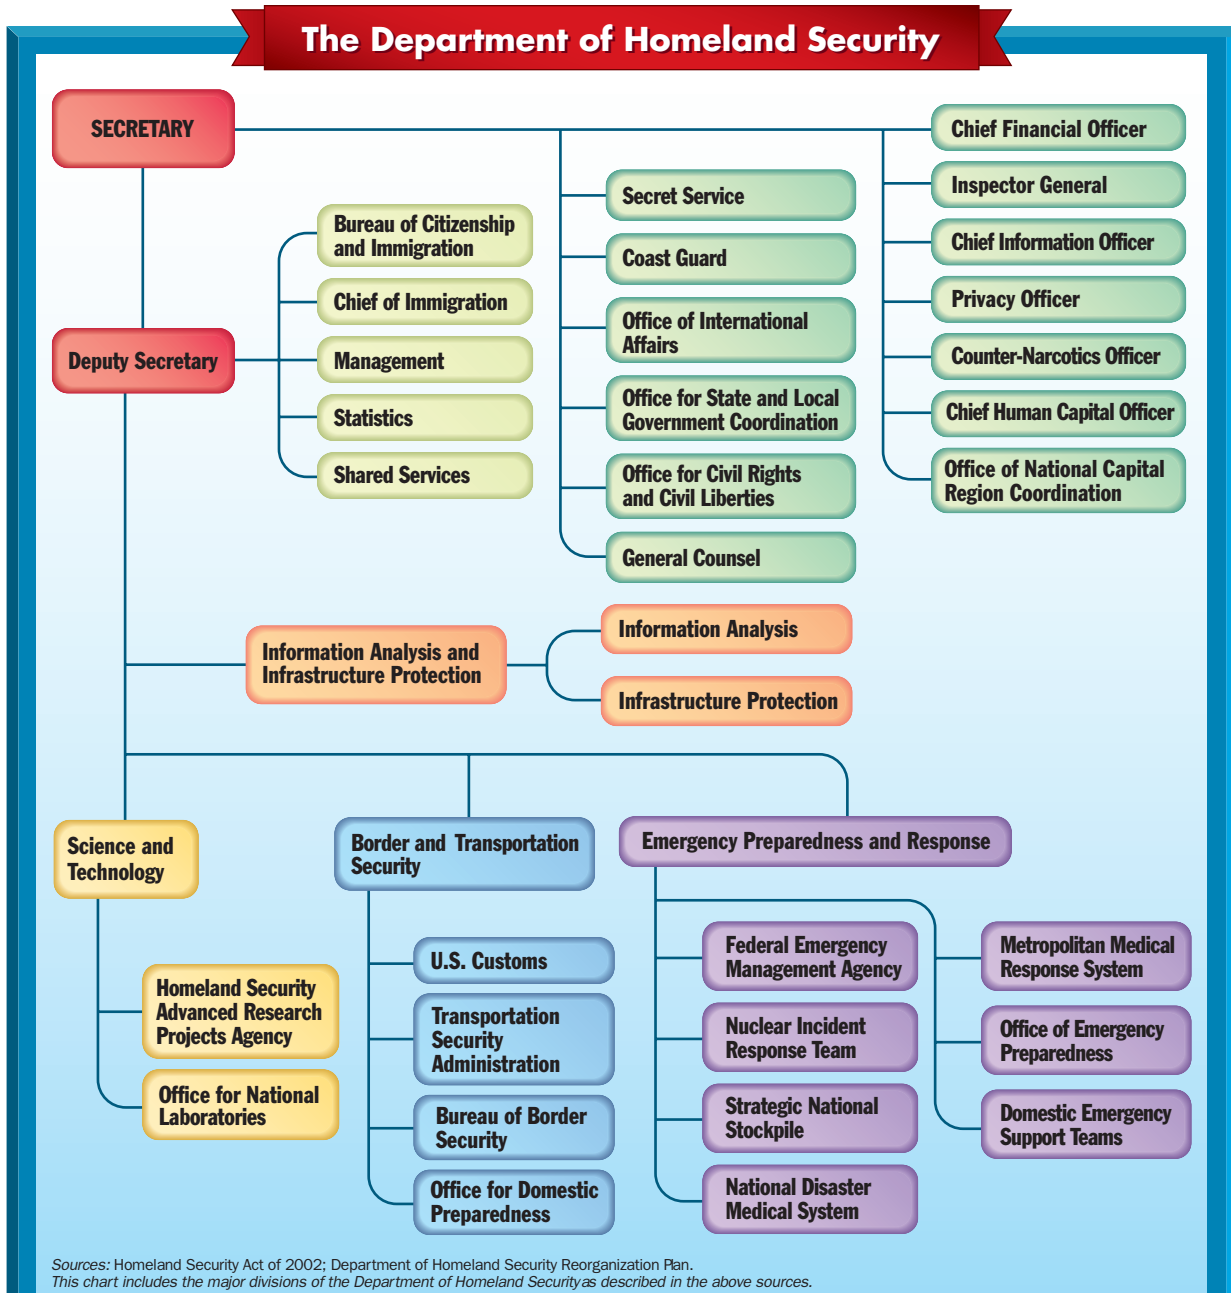 The Department of Homeland Security
SECRETARY
Deputy Secretary
Bureau of Citizenship
and Immigration
Chief of Immigration
Management
Statistics
Shared Services
Secret Service
Coast Guard
Office of International
Affairs
Office for State and Local
Government Coordination
Office for Civil Rights
and Civil Liberties
General Counsel
Chief Financial Officer
Inspector General
Chief Information Officer
Privacy Officer
Counter-Narcotics Officer
Chief Human Capital Officer
Office of National Capital
Region Coordination
Information Analysis and
Infrastructure Protection
Information Analysis
Infrastructure Protection
Science and
Technology
Homeland Security
Advanced Research
Projects Agency
Office for National
Laboratories
Border and Transportation
Security
U.S. Customs
Transportation
Security
Administration
Bureau of Border
Security
Office for Domestic
Preparedness
Emergency Preparedness and Response
Federal Emergency
Management Agency
Nuclear Incident
Response Team
Strategic National
Stockpile
National Disaster
Medical System
Metropolitan Medical
Response System
Office of Emergency
Preparedness
Domestic Emergency
Support Teams
Sources: Homeland Security Act of 2002; Department of Homeland Security Reorganization Plan.
This chart includes the major divisions of the Department of Homeland Security as described in the above sources.